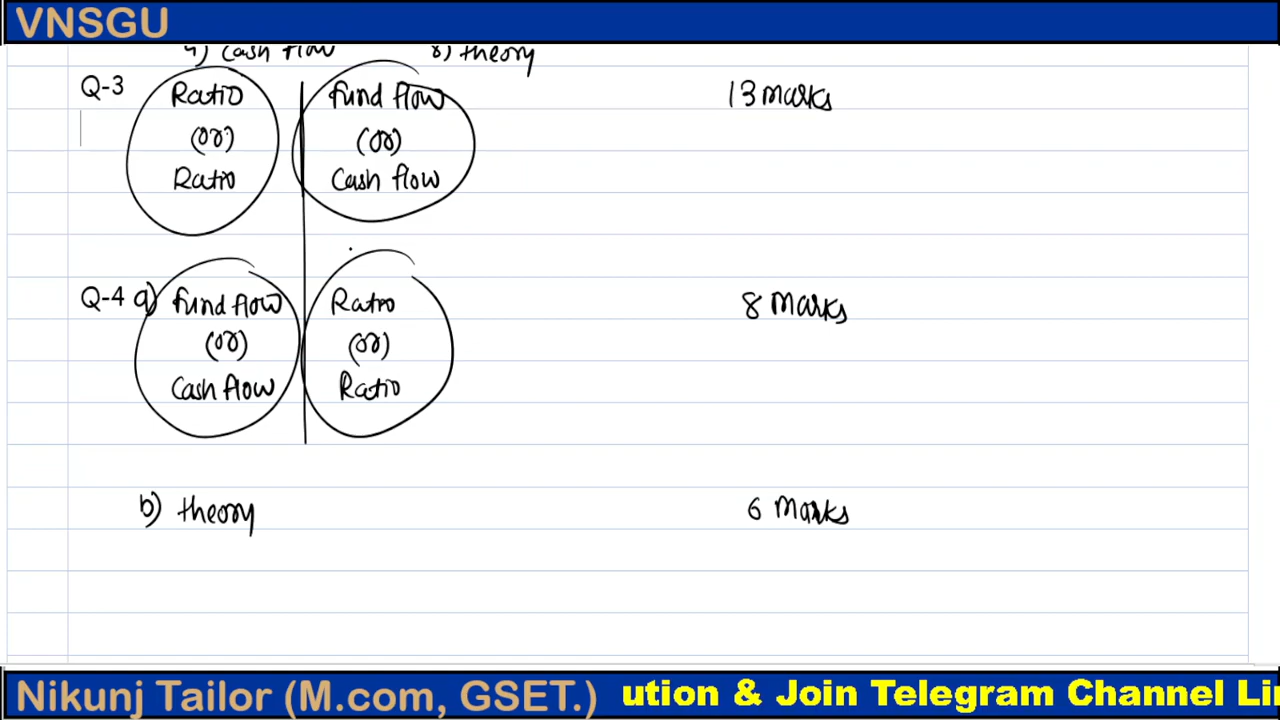 VNSGU
4) Cash flow 8) theory
Q-3 Ratio Fund flow 13 marks
(or) (or)
Ratio Cash flow
Q-4 a) Fund flow Ratio 8 Marks
(or) (or)
Cash flow Ratio
b) theory 6 Marks
Nikunj Tailor (M.com, GSET.) ution & Join Telegram Channel Li